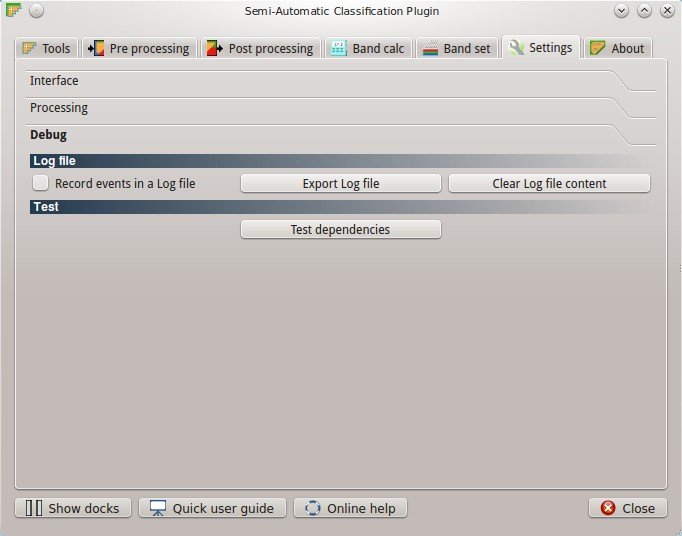 Semi-Automatic Classification Plugin
Tools Pre processing Post processing Band calc Band set Settings About
Interface
Processing
Debug
Log file
Record events in a Log file Export Log file Clear Log file content
Test
Test dependencies
Show docks Quick user guide Online help Close